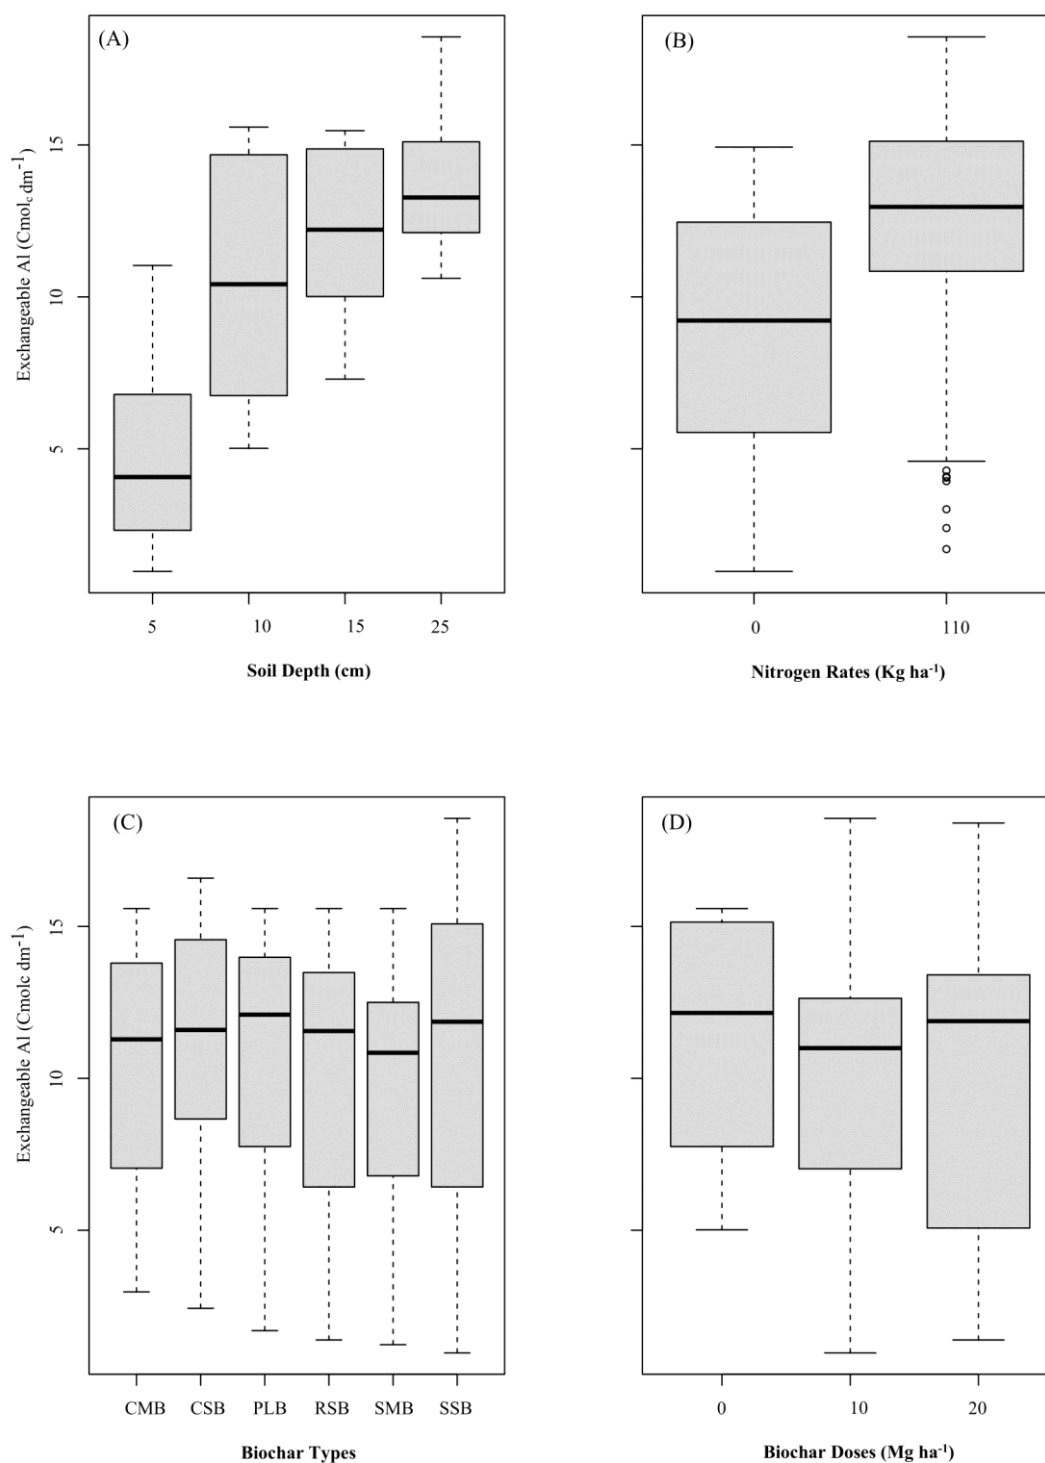 (A)
Exchangeable Al (Cmolc dm-1)
15
10
5
5 10 15 25
Soil Depth (cm)
(B)
0 110
Nitrogen Rates (Kg ha-1)
(C)
Exchangeable Al (Cmolc dm-1)
15
10
5
CMB CSB PLB RSB SMB SSB
Biochar Types
(D)
0 10 20
Biochar Doses (Mg ha-1)